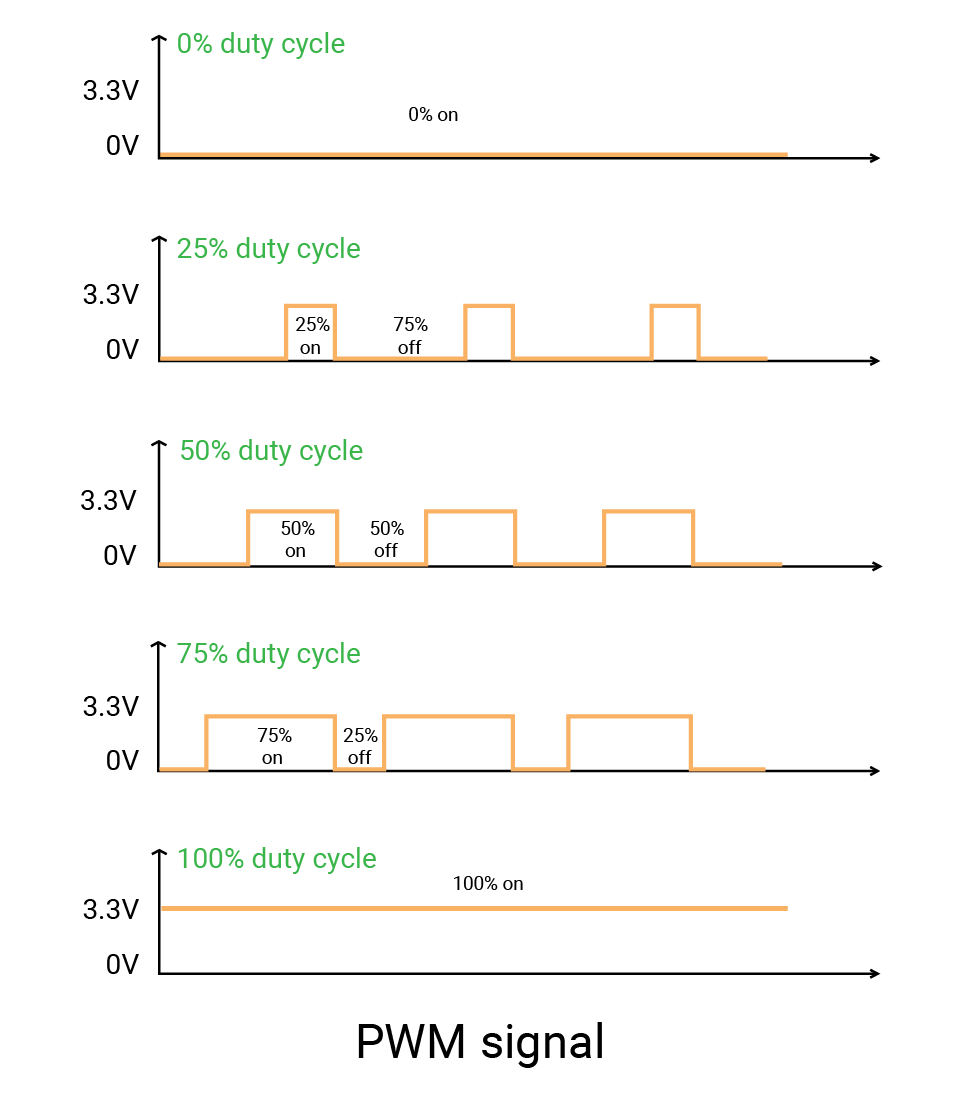 0% duty cycle
3.3V
0% on
0V
25% duty cycle
3.3V
25% 75%
on off
0V
50% duty cycle
3.3V
50% 50%
on off
0V
75% duty cycle
3.3V
75% 25%
on off
0V
100% duty cycle
100% on
3.3V
0V
PWM signal